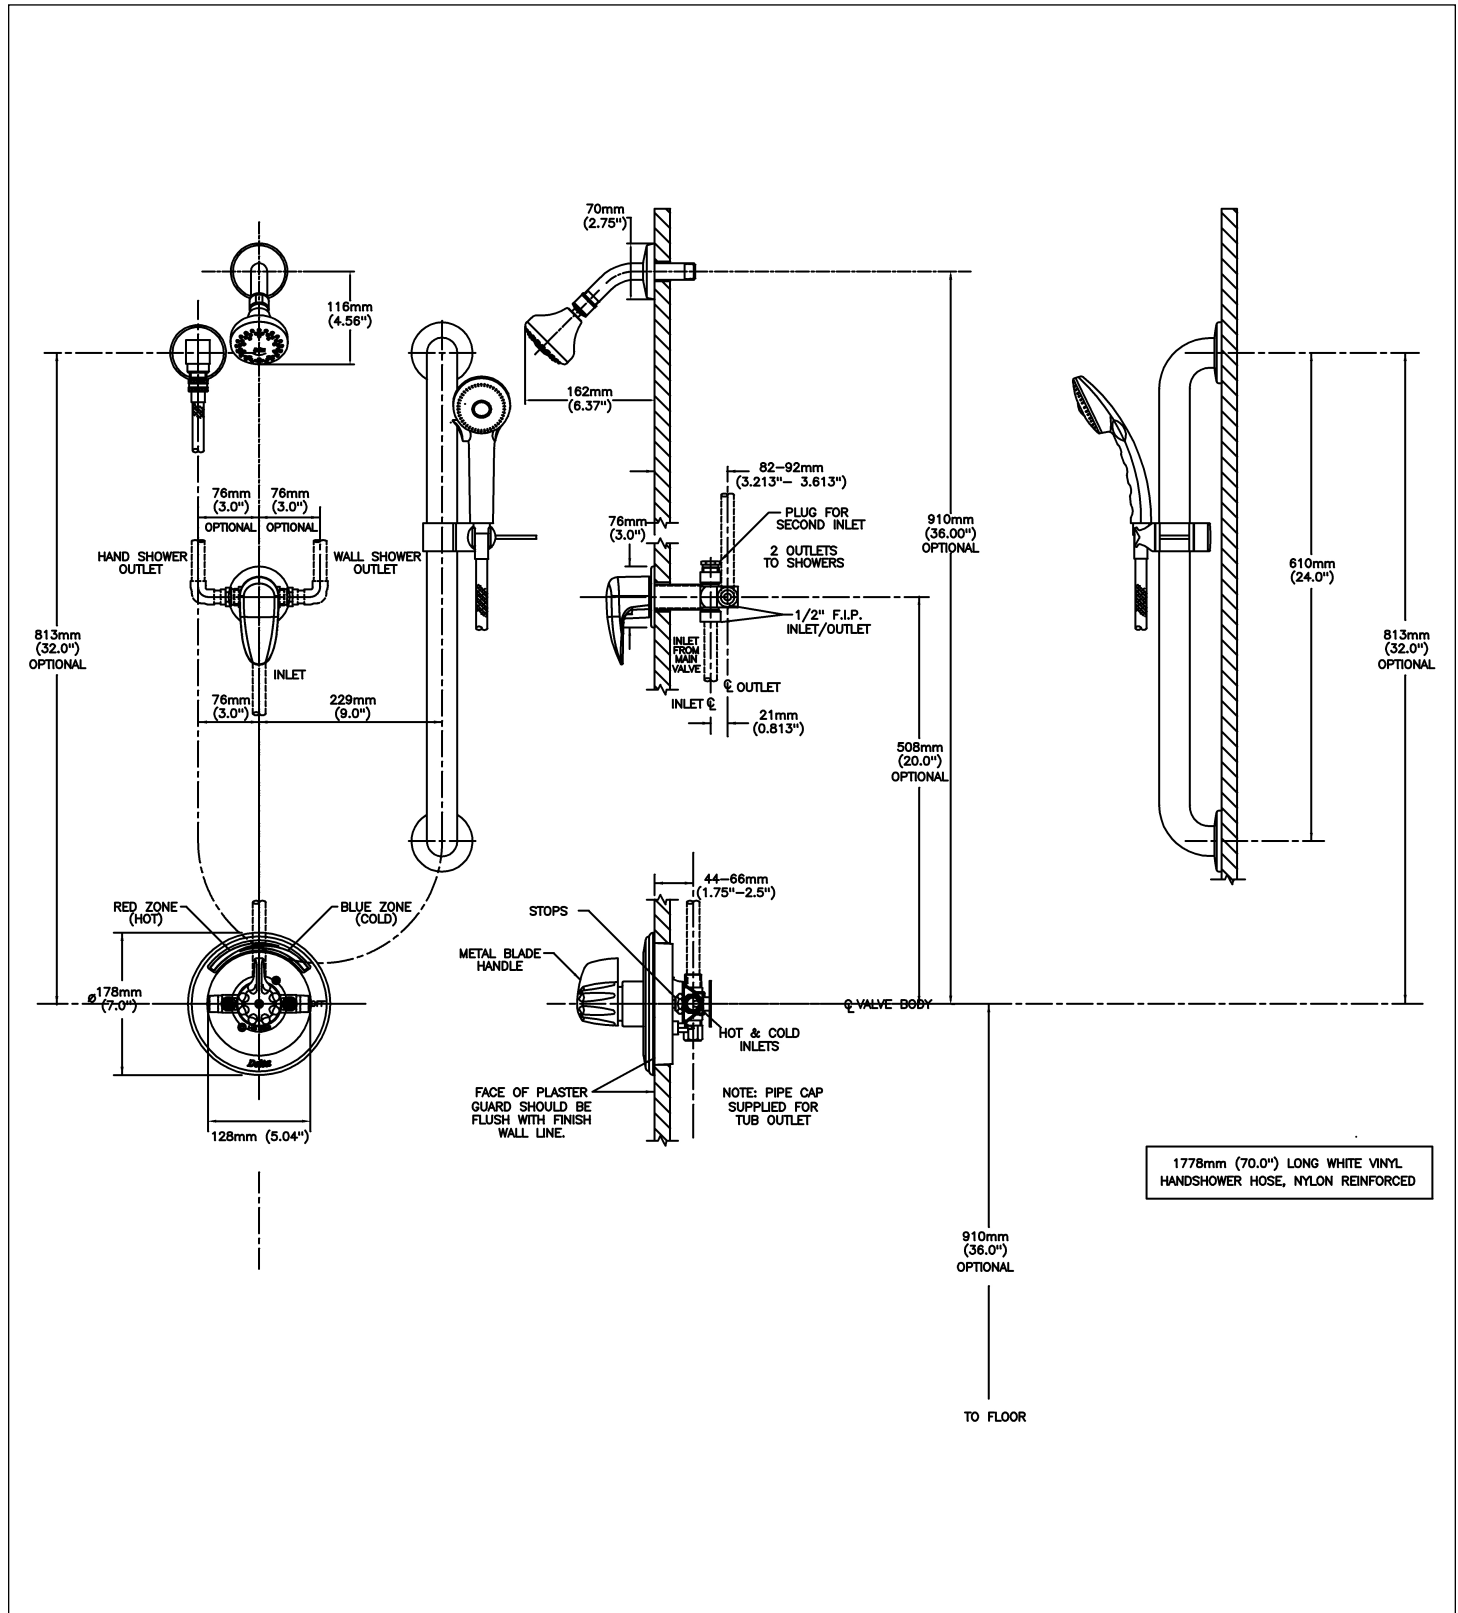 70mm
(2.75")
116mm
(4.56")
162mm
(6.37")
82-92mm
(3.213"- 3.613")
76mm
(3.0")
OPTIONAL
76mm
(3.0")
OPTIONAL
HAND SHOWER
OUTLET
WALL SHOWER
OUTLET
76mm
(3.0")
PLUG FOR
SECOND INLET
2 OUTLETS
TO SHOWERS
1/2" F.I.P.
INLET/OUTLET
910mm
(36.00")
OPTIONAL
610mm
(24.0")
813mm
(32.0")
OPTIONAL
813mm
(32.0")
OPTIONAL
INLET
INLET
FROM
MAIN
VALVE
℄ OUTLET
INLET ℄
76mm
(3.0")
229mm
(9.0")
21mm
(0.813")
508mm
(20.0")
OPTIONAL
44-66mm
(1.75"-2.5")
RED ZONE
(HOT)
BLUE ZONE
(COLD)
STOPS
METAL BLADE
HANDLE
ø178mm
(7.0")
OFF
Delta
128mm (5.04")
℄ VALVE BODY
HOT & COLD
INLETS
FACE OF PLASTER
GUARD SHOULD BE
FLUSH WITH FINISH
WALL LINE.
NOTE: PIPE CAP
SUPPLIED FOR
TUB OUTLET
1778mm (70.0") LONG WHITE VINYL
HANDSHOWER HOSE, NYLON REINFORCED
910mm
(36.0")
OPTIONAL
TO FLOOR